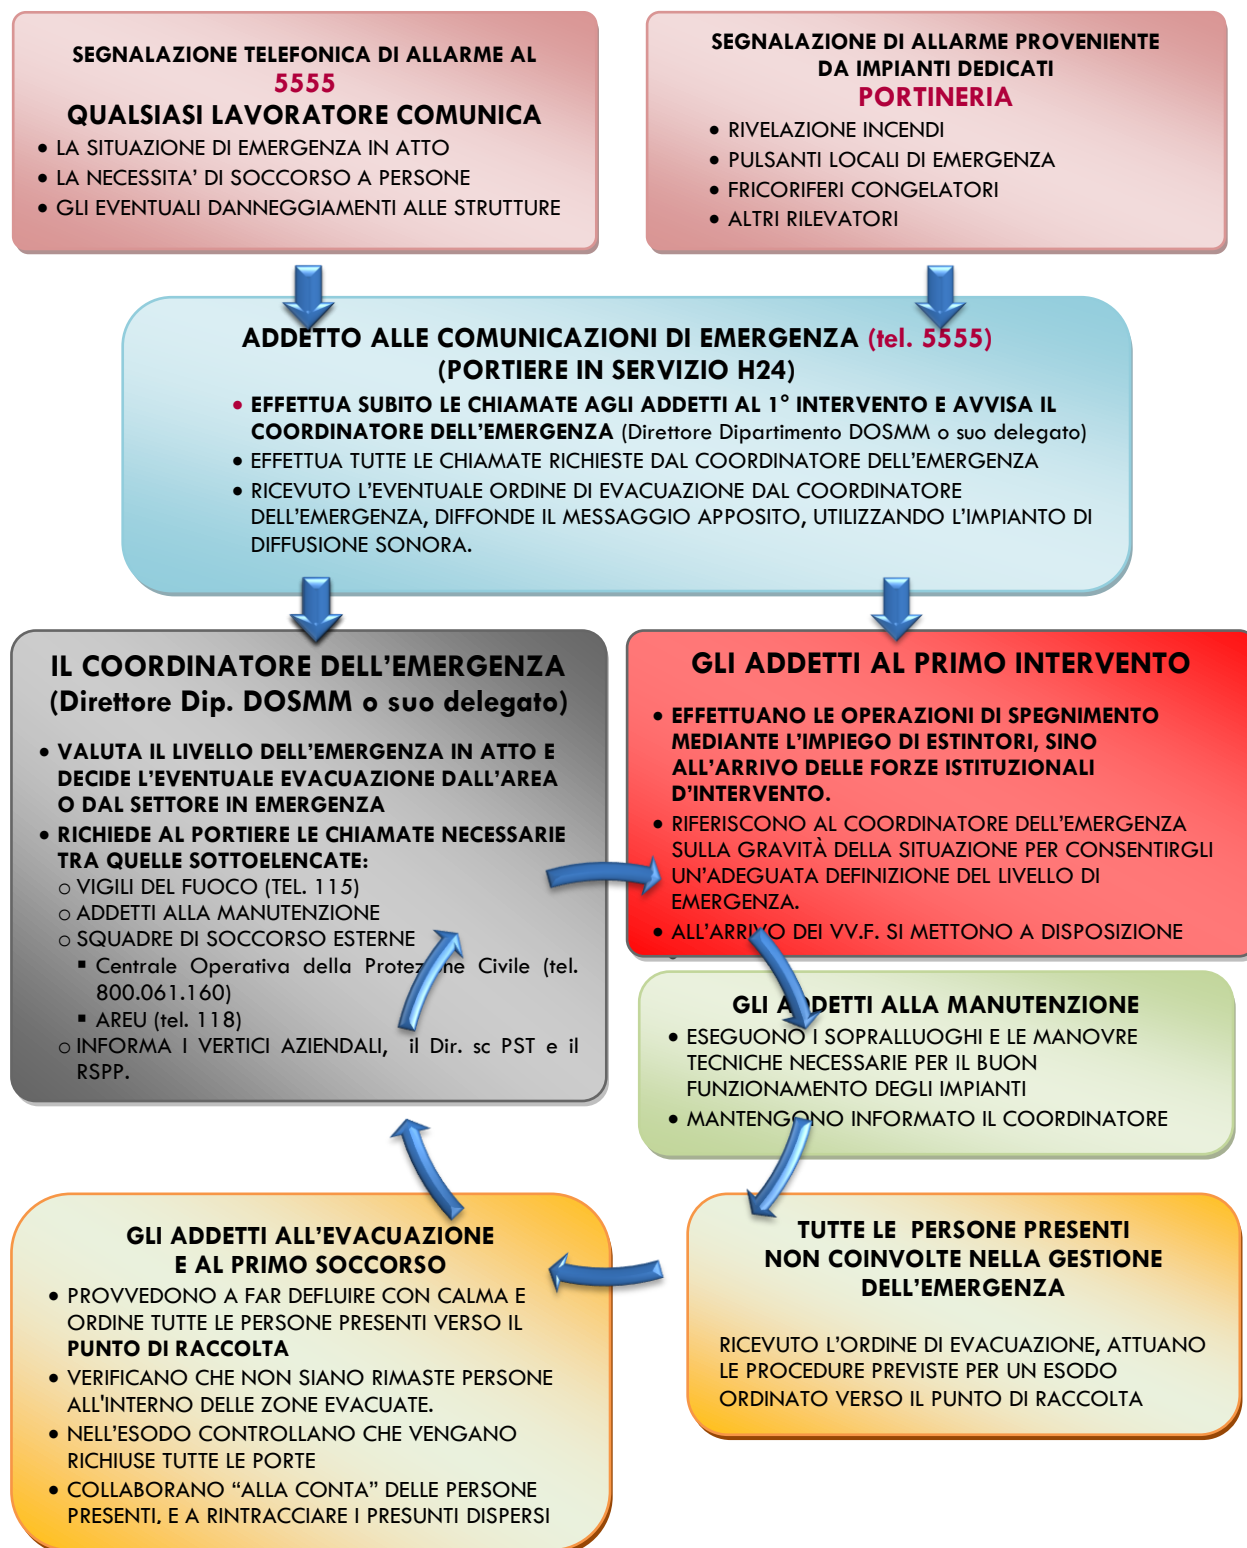 SEGNALAZIONE TELEFONICA DI ALLARME AL
5555
QUALSIASI LAVORATORE COMUNICA
• LA SITUAZIONE DI EMERGENZA IN ATTO
• LA NECESSITA' DI SOCCORSO A PERSONE
• GLI EVENTUALI DANNEGGIAMENTI ALLE STRUTTURE
SEGNALAZIONE DI ALLARME PROVENIENTE
DA IMPIANTI DEDICATI
PORTINERIA
• RIVELAZIONE INCENDI
• PULSANTI LOCALI DI EMERGENZA
• FRICORIFERI CONGELATORI
• ALTRI RILEVATORI
ADDETTO ALLE COMUNICAZIONI DI EMERGENZA (tel. 5555)
(PORTIERE IN SERVIZIO H24)
• EFFETTUA SUBITO LE CHIAMATE AGLI ADDETTI AL 1° INTERVENTO E AVVISA IL
COORDINATORE DELL'EMERGENZA (Direttore Dipartimento DOSMM o suo delegato)
• EFFETTUA TUTTE LE CHIAMATE RICHIESTE DAL COORDINATORE DELL'EMERGENZA
• RICEVUTO L'EVENTUALE ORDINE DI EVACUAZIONE DAL COORDINATORE
DELL'EMERGENZA, DIFFONDE IL MESSAGGIO APPOSITO, UTILIZZANDO L'IMPIANTO DI
DIFFUSIONE SONORA.
IL COORDINATORE DELL'EMERGENZA
(Direttore Dip. DOSMM o suo delegato)
• VALUTA IL LIVELLO DELL'EMERGENZA IN ATTO E
DECIDE L'EVENTUALE EVACUAZIONE DALL'AREA
O DAL SETTORE IN EMERGENZA
• RICHIEDE AL PORTIERE LE CHIAMATE NECESSARIE
TRA QUELLE SOTTOELENCATE:
o VIGILI DEL FUOCO (TEL. 115)
o ADDETTI ALLA MANUTENZIONE
o SQUADRE DI SOCCORSO ESTERNE
▪ Centrale Operativa della Protezione Civile (tel.
800.061.160)
▪ AREU (tel. 118)
o INFORMA I VERTICI AZIENDALI, il Dir. sc PST e il
RSPP.
GLI ADDETTI AL PRIMO INTERVENTO
• EFFETTUANO LE OPERAZIONI DI SPEGNIMENTO
MEDIANTE L'IMPIEGO DI ESTINTORI, SINO
ALL'ARRIVO DELLE FORZE ISTITUZIONALI
D'INTERVENTO.
• RIFERISCONO AL COORDINATORE DELL'EMERGENZA
SULLA GRAVITÀ DELLA SITUAZIONE PER CONSENTIRGLI
UN'ADEGUATA DEFINIZIONE DEL LIVELLO DI
EMERGENZA.
• ALL'ARRIVO DEI VV.F. SI METTONO A DISPOSIZIONE
GLI ADDETTI ALLA MANUTENZIONE
• ESEGUONO I SOPRALLUOGHI E LE MANOVRE
TECNICHE NECESSARIE PER IL BUON
FUNZIONAMENTO DEGLI IMPIANTI
• MANTENGONO INFORMATO IL COORDINATORE
TUTTE LE PERSONE PRESENTI
NON COINVOLTE NELLA GESTIONE
DELL'EMERGENZA
RICEVUTO L'ORDINE DI EVACUAZIONE, ATTUANO
LE PROCEDURE PREVISTE PER UN ESODO
ORDINATO VERSO IL PUNTO DI RACCOLTA
GLI ADDETTI ALL'EVACUAZIONE
E AL PRIMO SOCCORSO
• PROVVEDONO A FAR DEFLUIRE CON CALMA E
ORDINE TUTTE LE PERSONE PRESENTI VERSO IL
PUNTO DI RACCOLTA
• VERIFICANO CHE NON SIANO RIMASTE PERSONE
ALL'INTERNO DELLE ZONE EVACUATE.
• NELL'ESODO CONTROLLANO CHE VENGANO
RICHIUSE TUTTE LE PORTE
• COLLABORANO "ALLA CONTA" DELLE PERSONE
PRESENTI, E A RINTRACCIARE I PRESUNTI DISPERSI